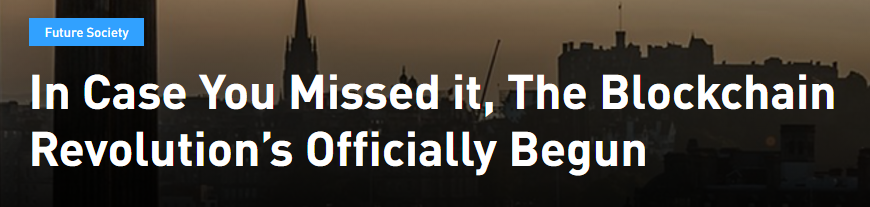 Future Society
In Case You Missed it, The Blockchain
Revolution’s Officially Begun